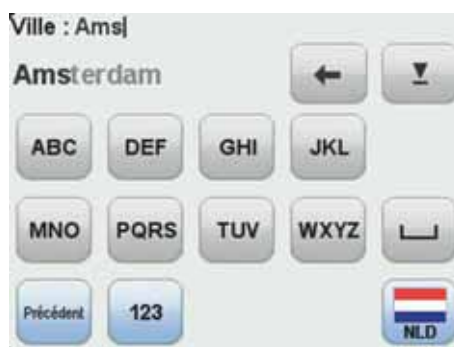 Ville : Ams
Amsterdam
ABC DEF GHI JKL
MNO PQRS TUV WXYZ
Précédent 123 NLD